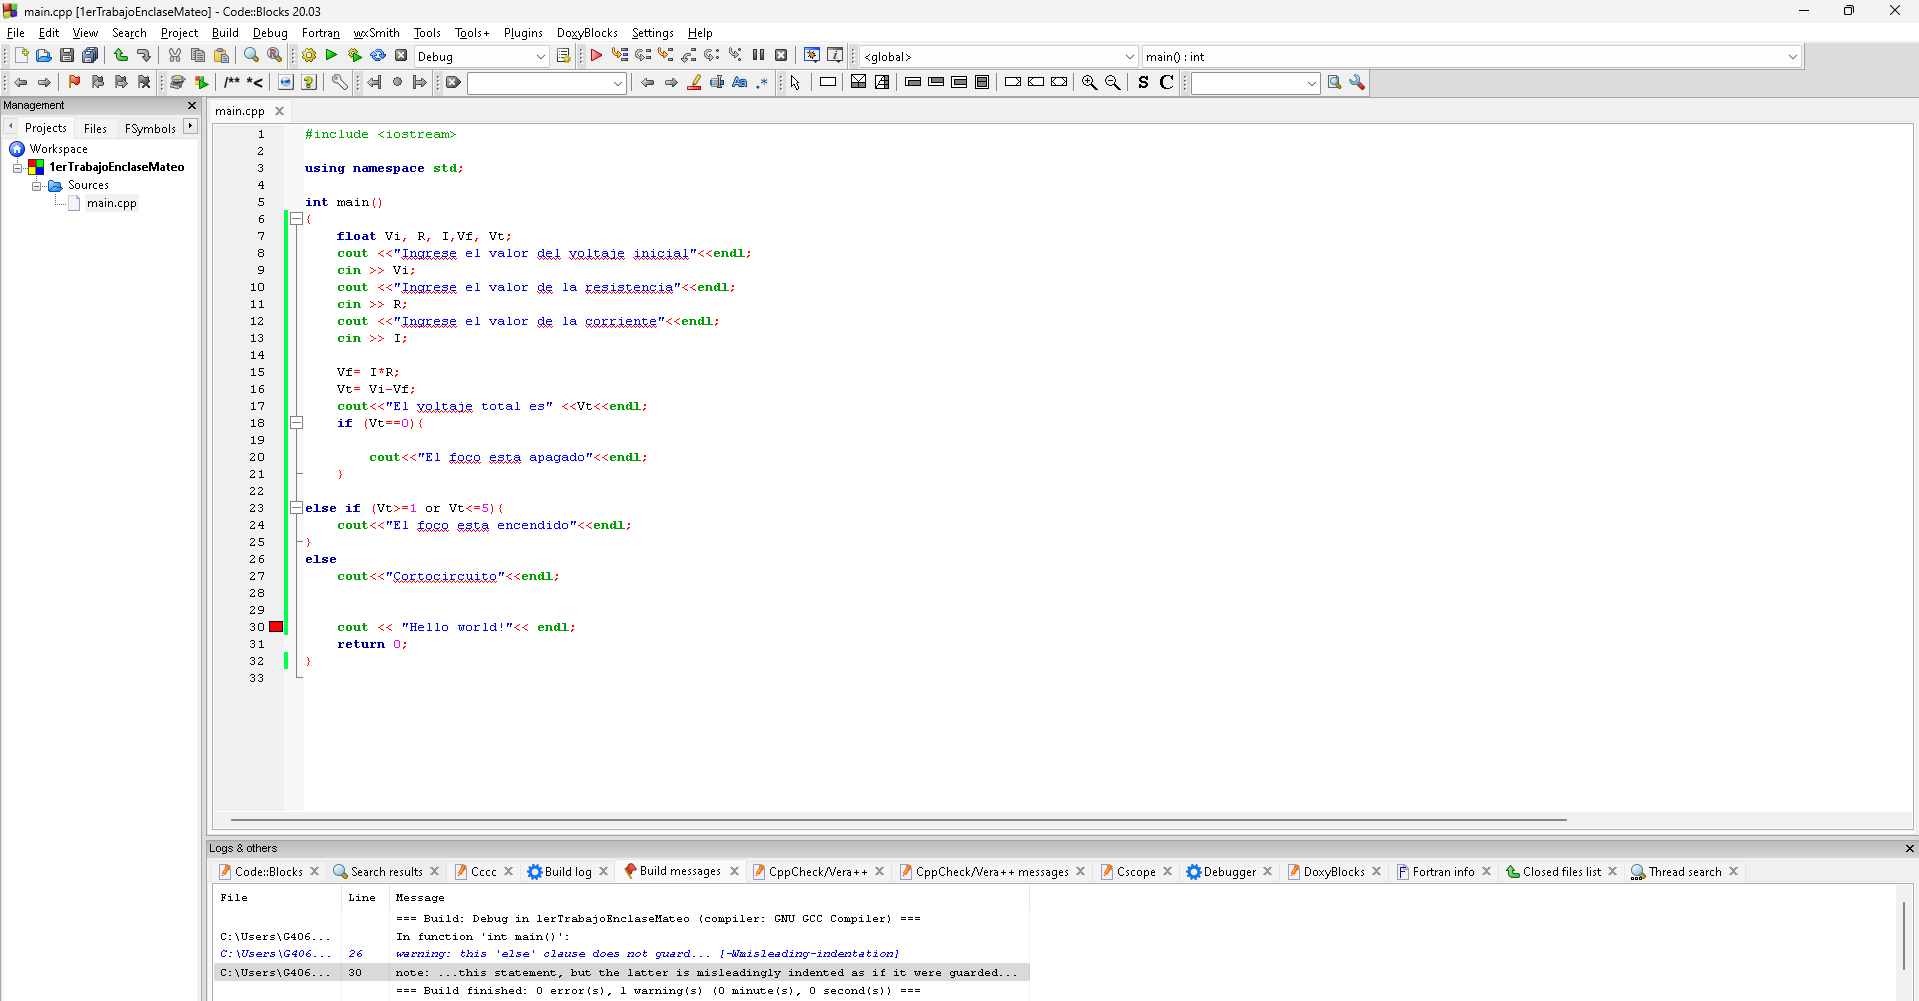 main.cpp [1erTrabajoEnclaseMateo] - Code::Blocks 20.03
File Edit View Search Project Build Debug Fortran wxSmith Tools Tools+ Plugins DoxyBlocks Settings Help
Debug <global> main() : int
/** *< Aa .* S C
Management
main.cpp
Projects Files FSymbols
Workspace
1erTrabajoEnclaseMateo
Sources
main.cpp
1 #include <iostream>
2
3 using namespace std;
4
5 int main()
6 {
7 float Vi, R, I,Vf, Vt;
8 cout <<"Ingrese el valor del voltaje inicial"<<endl;
9 cin >> Vi;
10 cout <<"Ingrese el valor de la resistencia"<<endl;
11 cin >> R;
12 cout <<"Ingrese el valor de la corriente"<<endl;
13 cin >> I;
14
15 Vf= I*R;
16 Vt= Vi-Vf;
17 cout<<"El voltaje total es" <<Vt<<endl;
18 if (Vt==0){
19
20 cout<<"El foco esta apagado"<<endl;
21 }
22
23 else if (Vt>=1 or Vt<=5){
24 cout<<"El foco esta encendido"<<endl;
25 }
26 else
27 cout<<"Cortocircuito"<<endl;
28
29
30 cout << "Hello world!"<< endl;
31 return 0;
32 }
33
Logs & others
Code::Blocks Search results Cccc Build log Build messages CppCheck/Vera++ CppCheck/Vera++ messages Cscope Debugger DoxyBlocks Fortran info Closed files list Thread search
File Line Message
=== Build: Debug in 1erTrabajoEnclaseMateo (compiler: GNU GCC Compiler) ===
C:\Users\G406... In function 'int main()':
C:\Users\G406... 26 warning: this 'else' clause does not guard... [-Wmisleading-indentation]
C:\Users\G406... 30 note: ...this statement, but the latter is misleadingly indented as if it were guarded...
=== Build finished: 0 error(s), 1 warning(s) (0 minute(s), 0 second(s)) ===